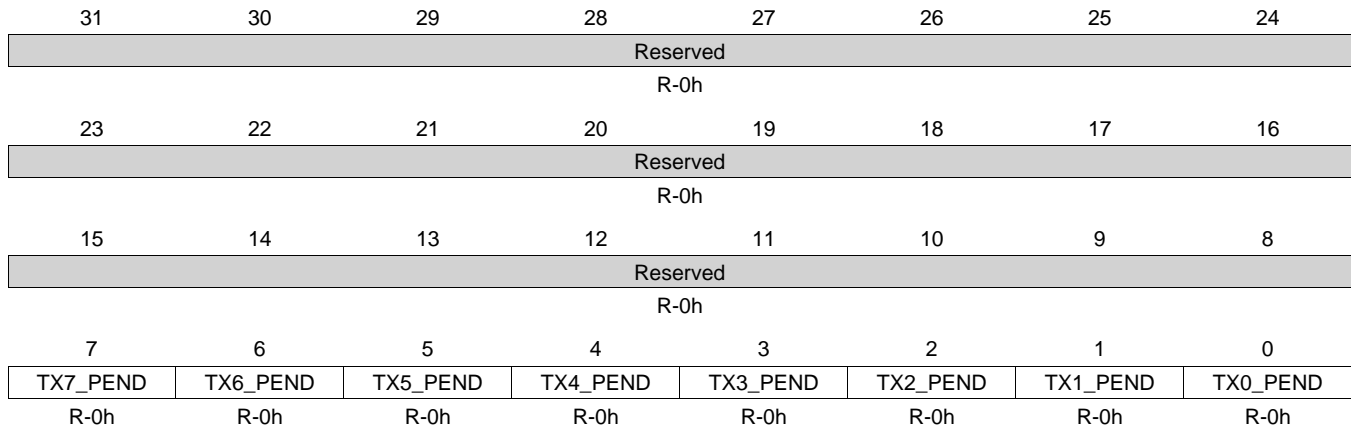 31 30 29 28 27 26 25 24
Reserved
R-0h
23 22 21 20 19 18 17 16
Reserved
R-0h
15 14 13 12 11 10 9 8
Reserved
R-0h
7 6 5 4 3 2 1 0
TX7_PEND TX6_PEND TX5_PEND TX4_PEND TX3_PEND TX2_PEND TX1_PEND TX0_PEND
R-0h R-0h R-0h R-0h R-0h R-0h R-0h R-0h